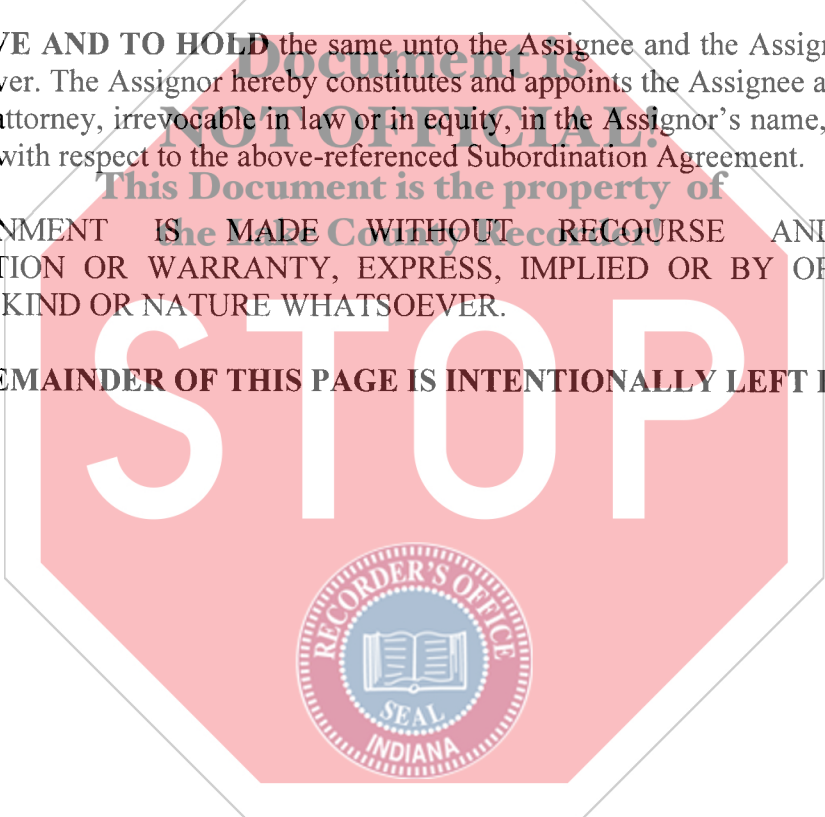 VE AND TO HOLD the same unto the Assignee and the Assign
Document is
ver. The Assignor hereby constitutes and appoints the Assignee a
attorney, irrevocable in law or in equity, in the Assignor's name,
NOT OFFICIAL!
with respect to the above-referenced Subordination Agreement.
This Document is the property of
the Lake County Recorder!
NMENT IS MADE WITHOUT RECOURSE AND
TION OR WARRANTY, EXPRESS, IMPLIED OR BY OF
KIND OR NATURE WHATSOEVER.
EMAINDER OF THIS PAGE IS INTENTIONALLY LEFT
STOP
RECORDER'S OFFICE
SEAL
INDIANA